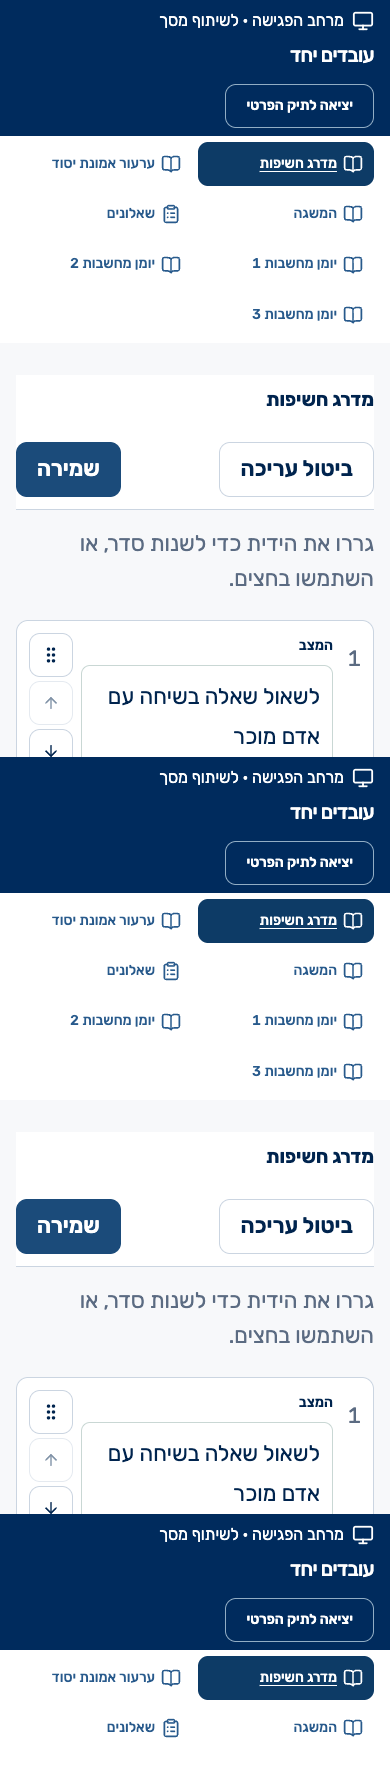 מרחב הפגישה • לשיתוף מסך
עובדים יחד
יציאה לתיק הפרטי
מדרג חשיפות
ערעור אמונת יסוד
המשגה
שאלונים
יומן מחשבות 1
יומן מחשבות 2
יומן מחשבות 3
מדרג חשיפות
ביטול עריכה
שמירה
גררו את הידית כדי לשנות סדר, או
השתמשו בחצים.
1
המצב
לשאול שאלה בשיחה עם
אדם מוכר
מרחב הפגישה • לשיתוף מסך
עובדים יחד
יציאה לתיק הפרטי
מדרג חשיפות
ערעור אמונת יסוד
המשגה
שאלונים
יומן מחשבות 1
יומן מחשבות 2
יומן מחשבות 3
מדרג חשיפות
ביטול עריכה
שמירה
גררו את הידית כדי לשנות סדר, או
השתמשו בחצים.
1
המצב
לשאול שאלה בשיחה עם
אדם מוכר
מרחב הפגישה • לשיתוף מסך
עובדים יחד
יציאה לתיק הפרטי
מדרג חשיפות
ערעור אמונת יסוד
המשגה
שאלונים